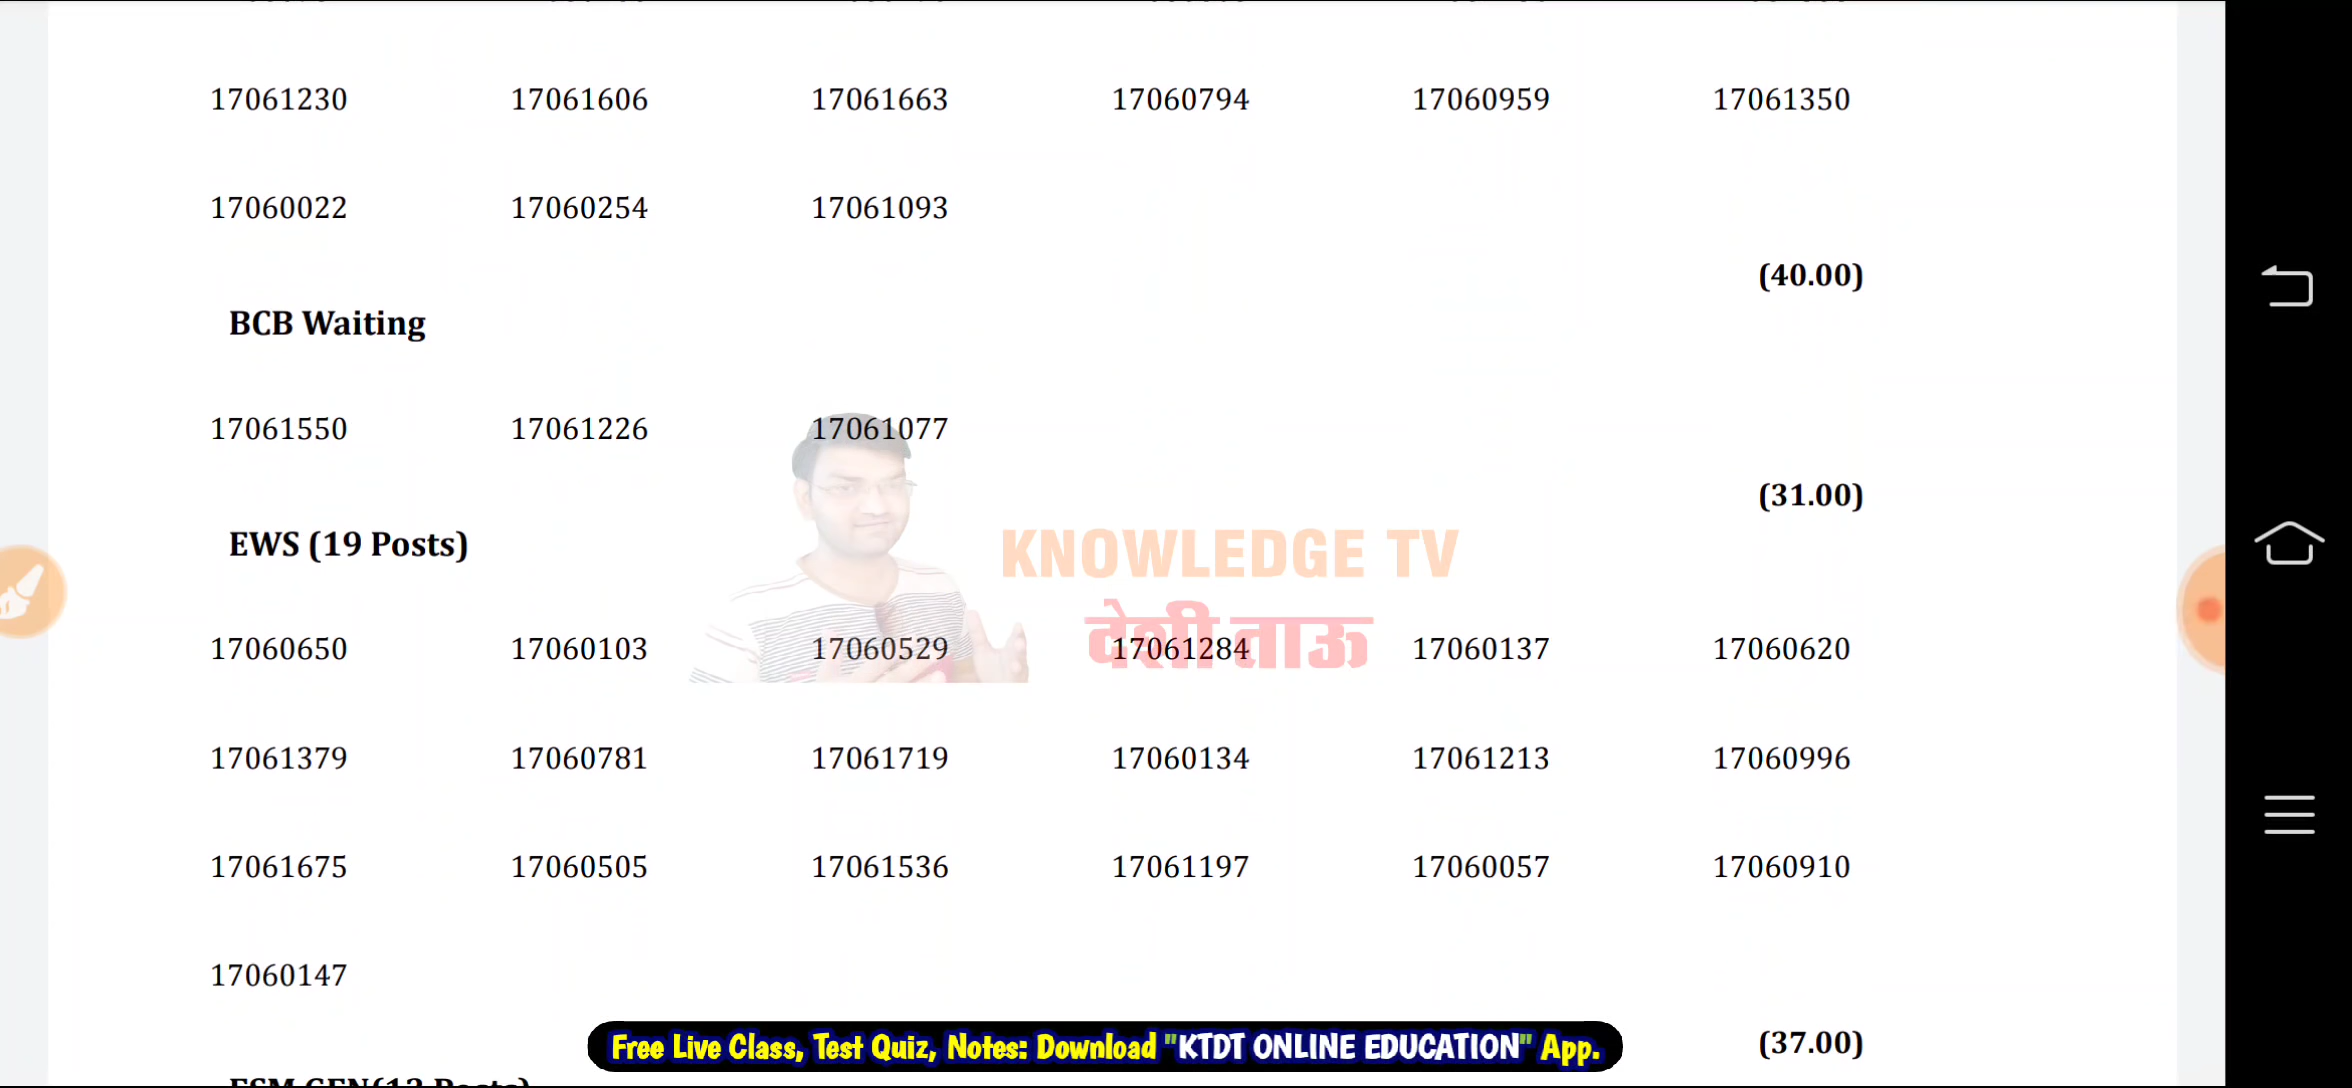 17061230 17061606 17061663 17060794 17060959 17061350
17060022 17060254 17061093
(40.00)
BCB Waiting
17061550 17061226 17061077
(31.00)
EWS (19 Posts)
KNOWLEDGE TV
देशी ताऊ
17060650 17060103 17060529 17061284 17060137 17060620
17061379 17060781 17061719 17060134 17061213 17060996
17061675 17060505 17061536 17061197 17060057 17060910
17060147
(37.00)
Free Live Class, Test Quiz, Notes: Download "KTDT ONLINE EDUCATION" App.